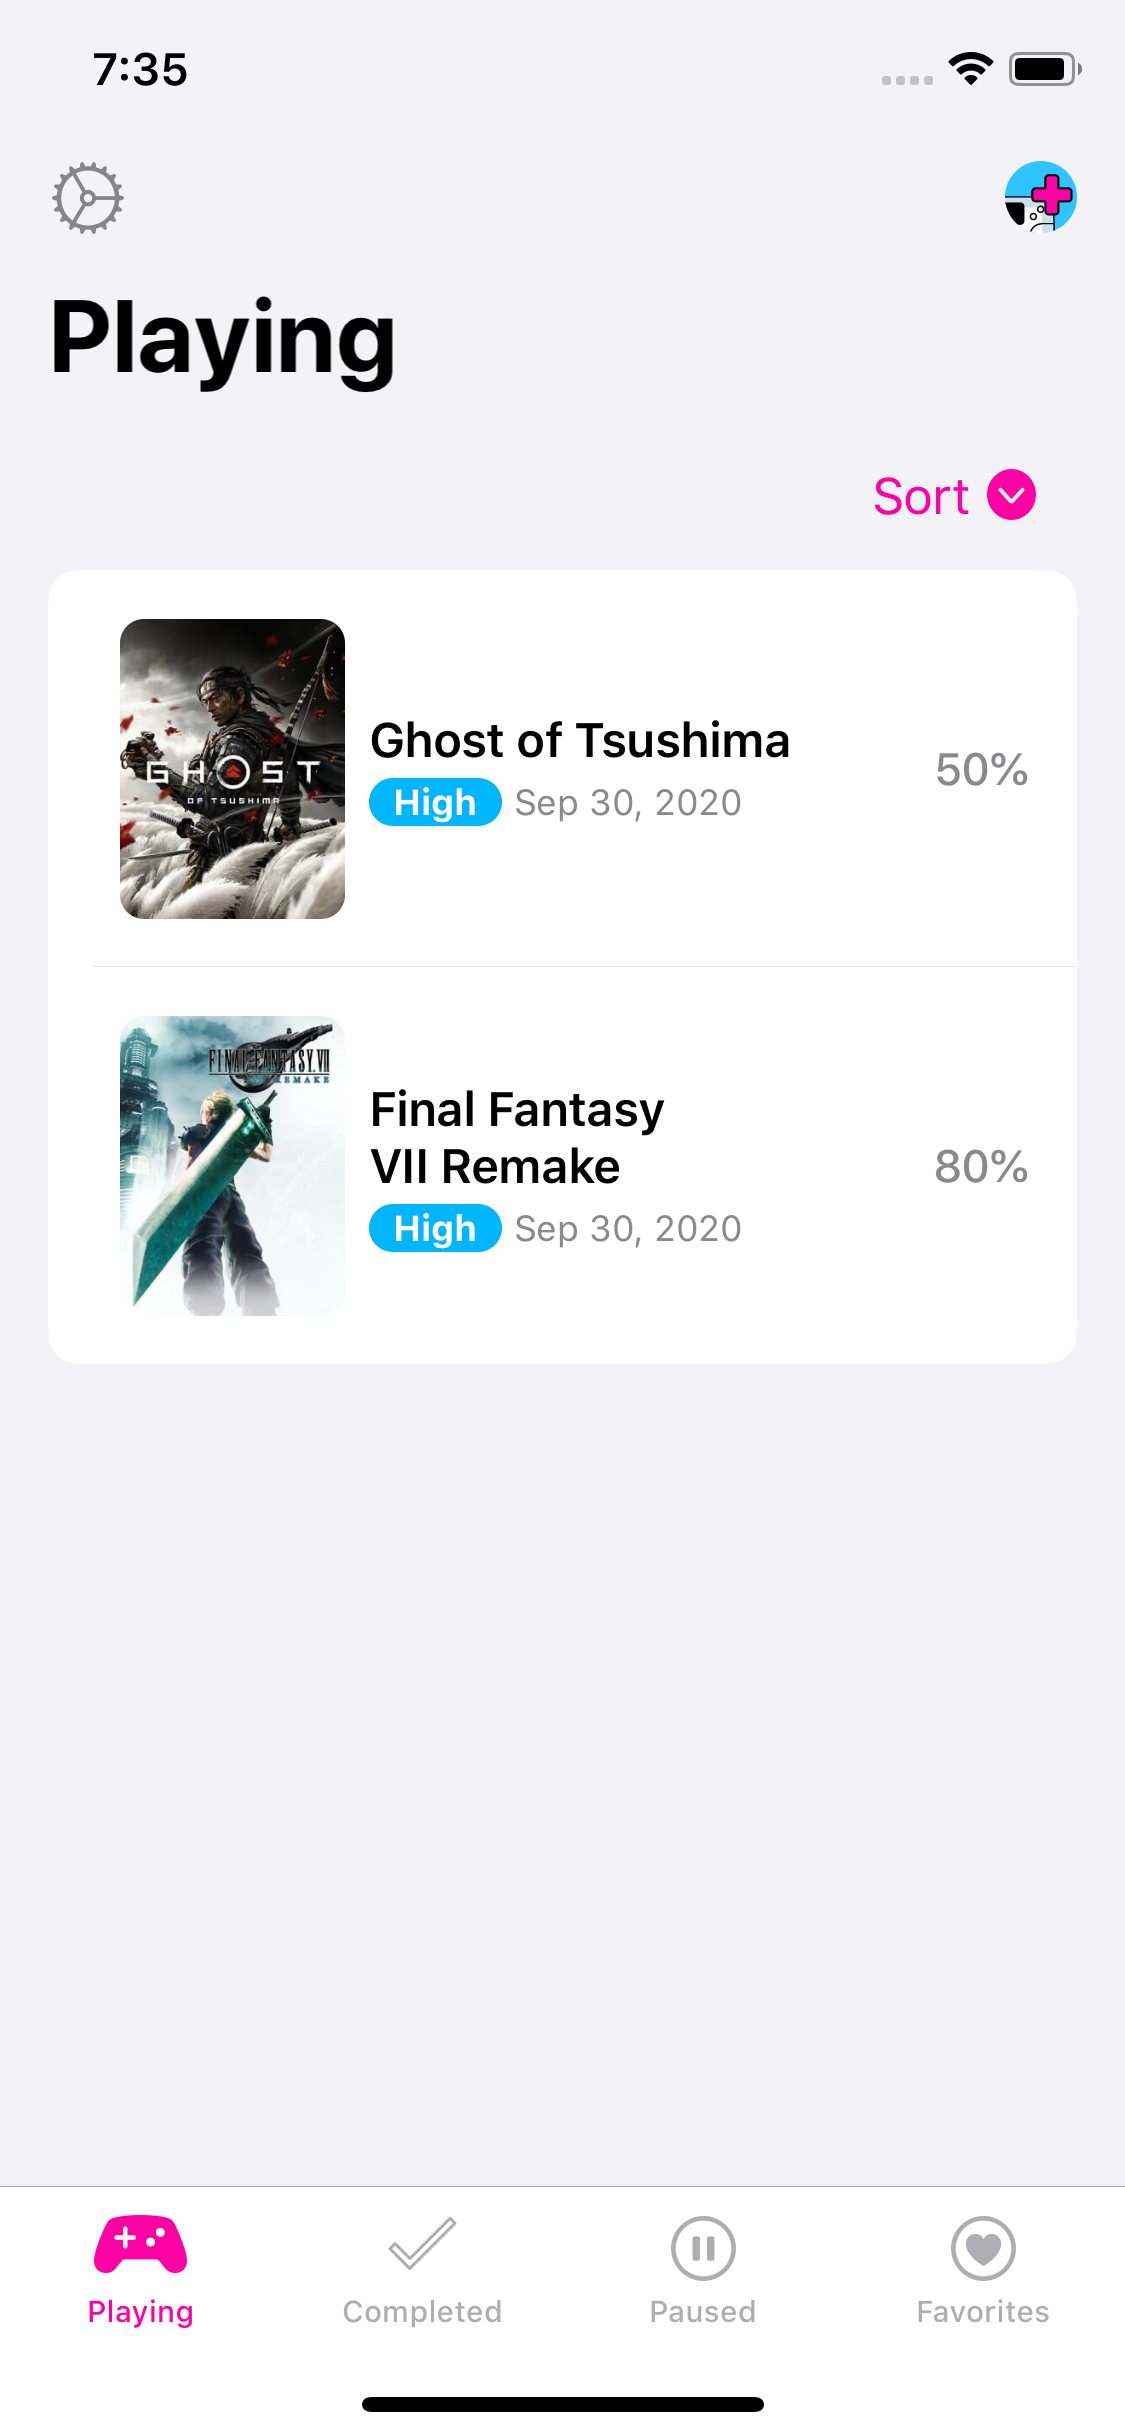 7:35
Playing
Sort
GHOST
OF TSUSHIMA
Ghost of Tsushima
High Sep 30, 2020
50%
FINAL FANTASY VII
REMAKE
Final Fantasy
VII Remake
High Sep 30, 2020
80%
Playing
Completed
Paused
Favorites